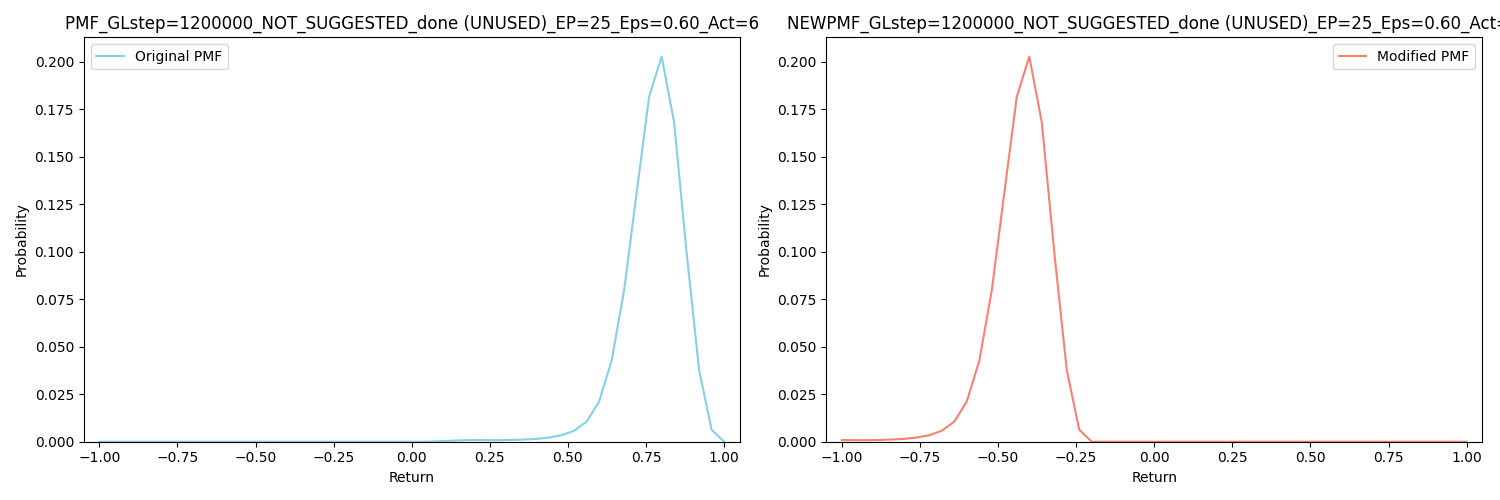 PMF_GLstep=1200000_NOT_SUGGESTED_done (UNUSED)_EP=25_Eps=0.60_Act=6
Original PMF
Probability
0.200
0.175
0.150
0.125
0.100
0.075
0.050
0.025
0.000
−1.00 −0.75 −0.50 −0.25 0.00 0.25 0.50 0.75 1.00
Return
NEWPMF_GLstep=1200000_NOT_SUGGESTED_done (UNUSED)_EP=25_Eps=0.60_Act=
Modified PMF
Probability
0.200
0.175
0.150
0.125
0.100
0.075
0.050
0.025
0.000
−1.00 −0.75 −0.50 −0.25 0.00 0.25 0.50 0.75 1.00
Return